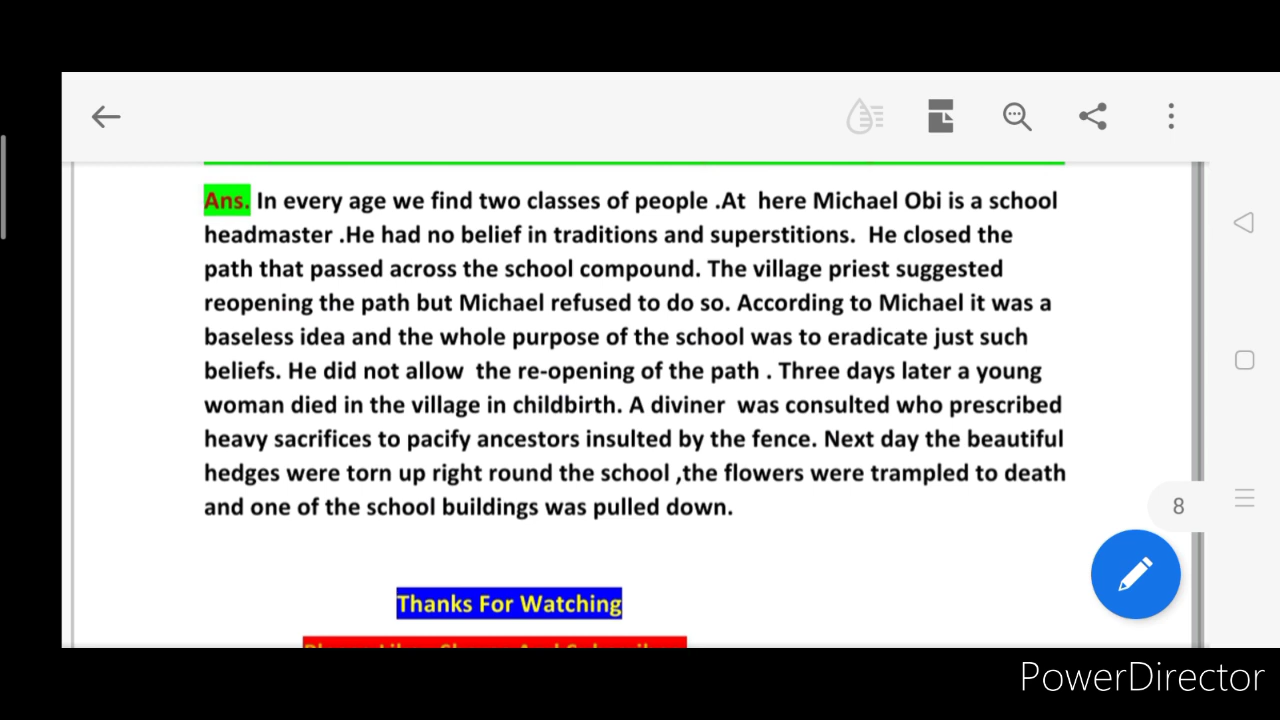 Ans. In every age we find two classes of people .At  here Michael Obi is a school
headmaster .He had no belief in traditions and superstitions.  He closed the
path that passed across the school compound. The village priest suggested
reopening the path but Michael refused to do so. According to Michael it was a
baseless idea and the whole purpose of the school was to eradicate just such
beliefs. He did not allow  the re-opening of the path . Three days later a young
woman died in the village in childbirth. A diviner  was consulted who prescribed
heavy sacrifices to pacify ancestors insulted by the fence. Next day the beautiful
hedges were torn up right round the school ,the flowers were trampled to death
and one of the school buildings was pulled down.
8
Thanks For Watching
PowerDirector